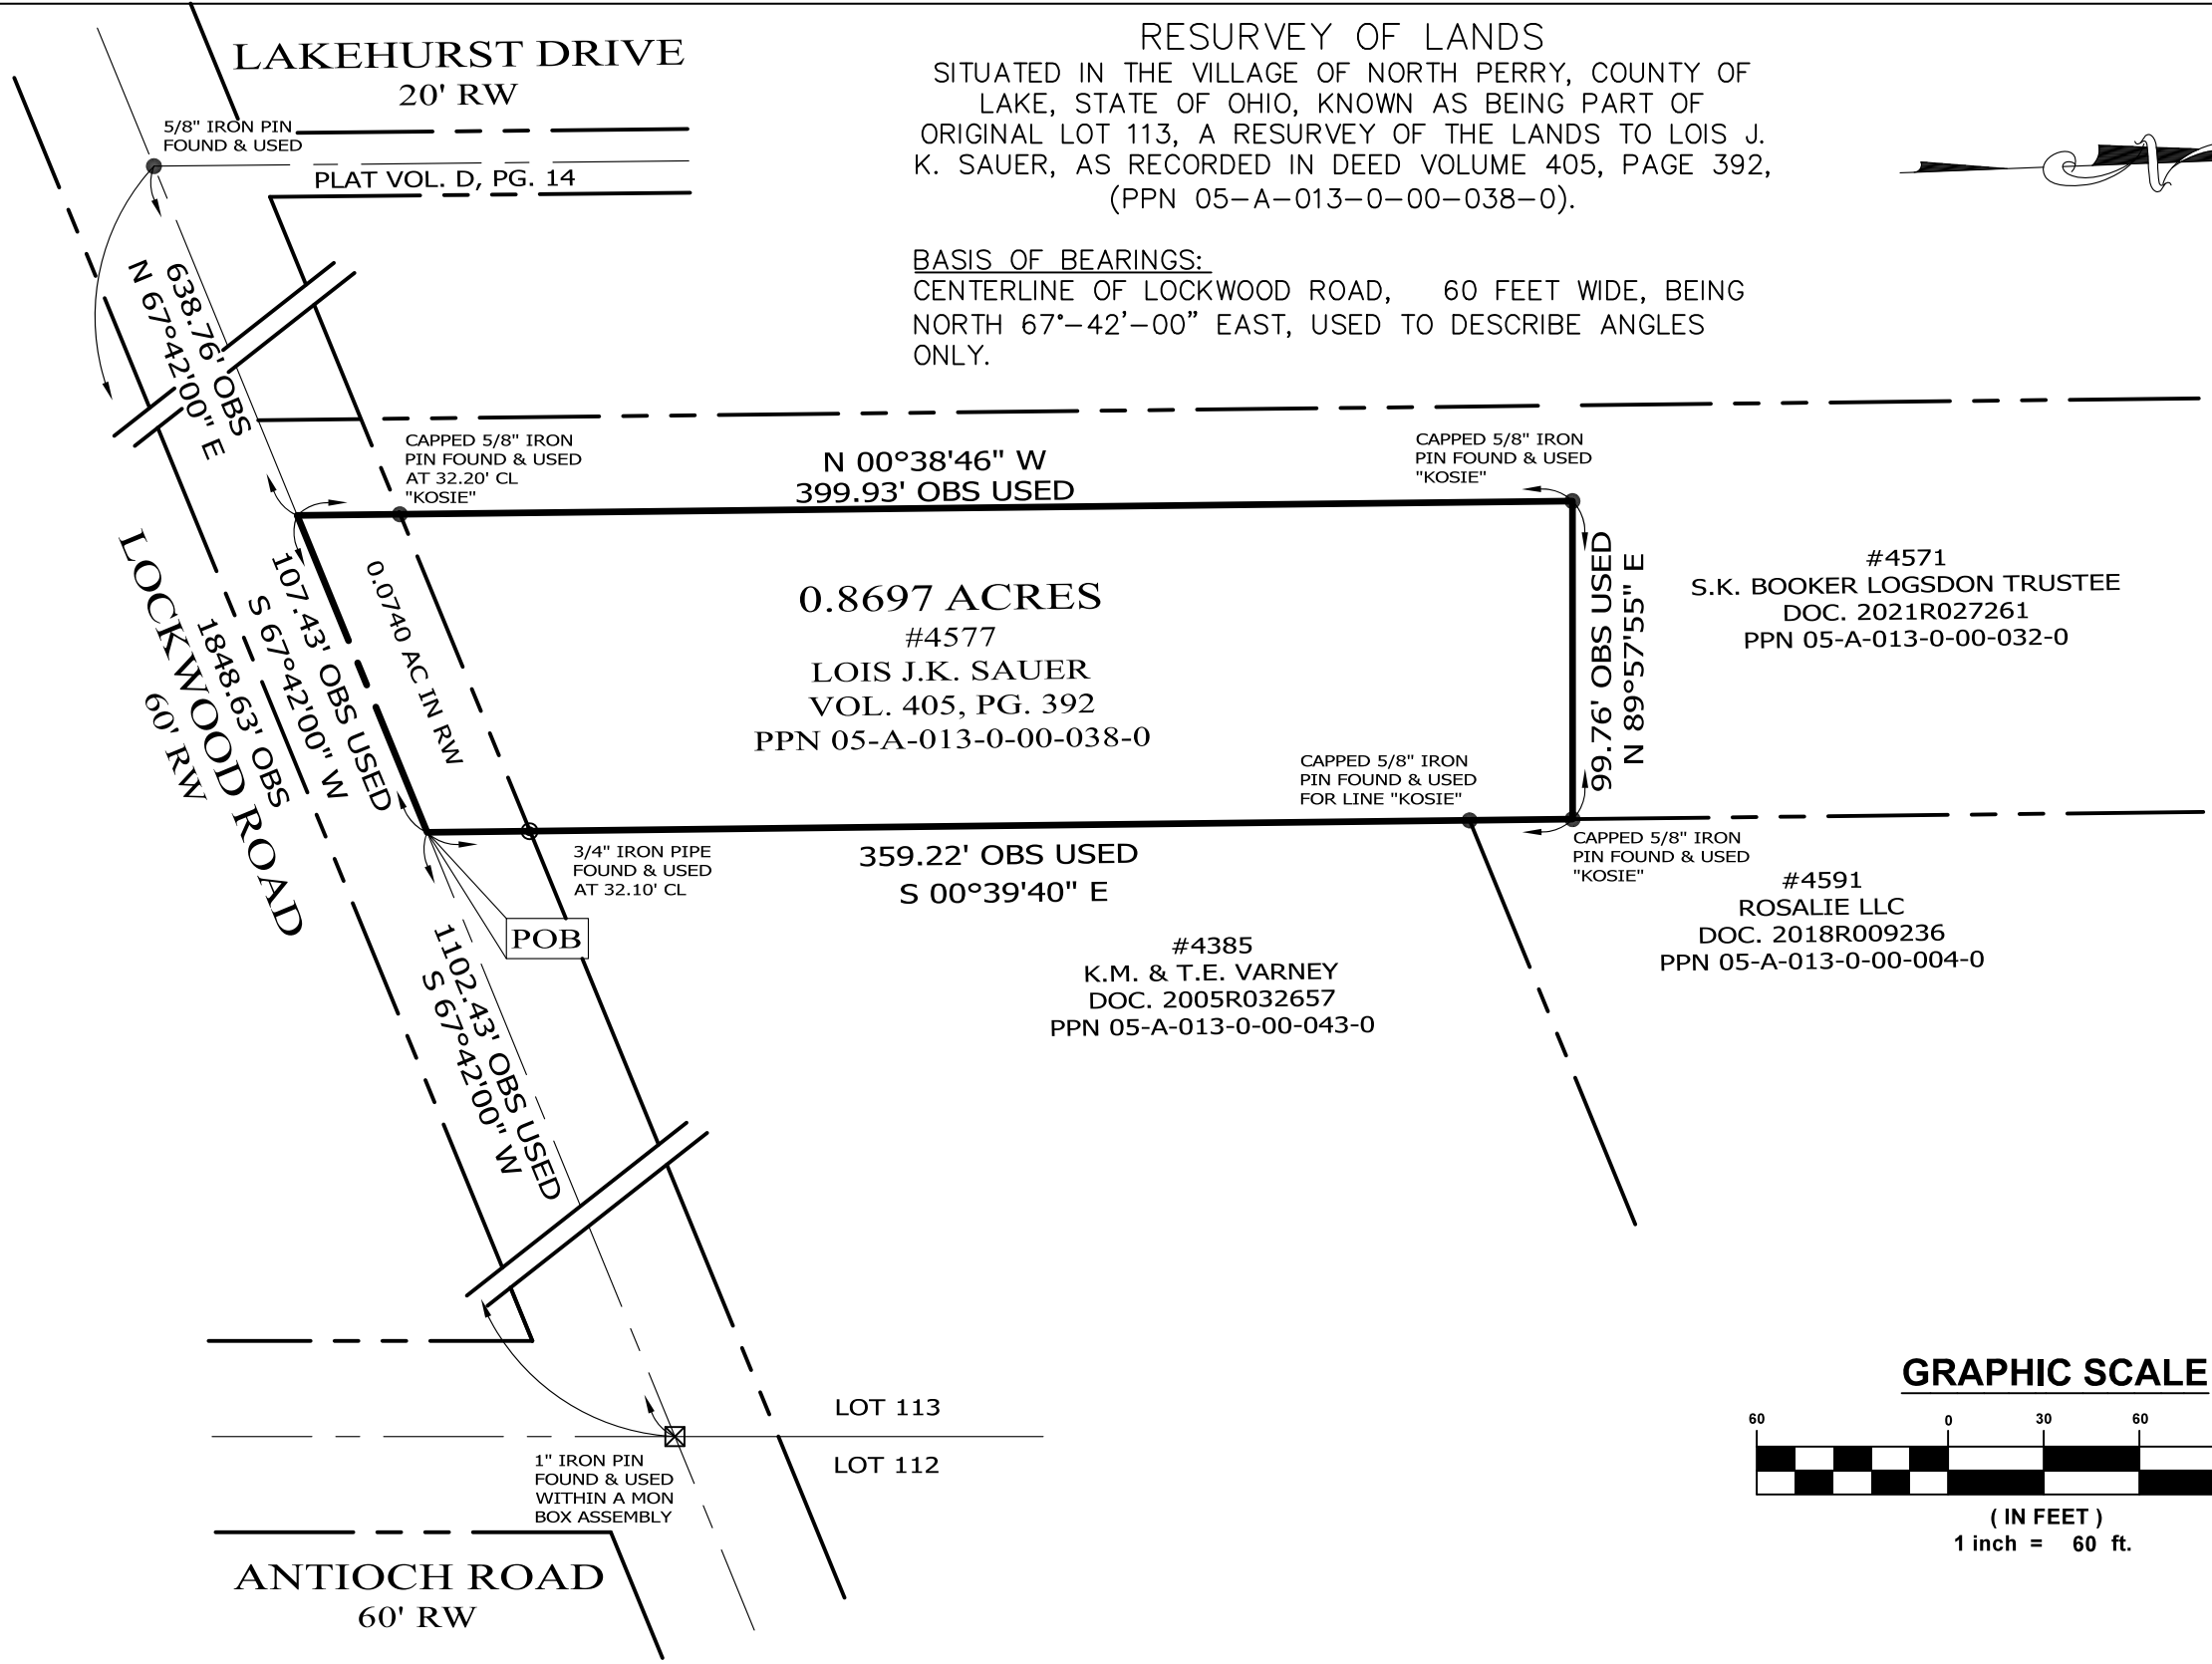 LAKEHURST DRIVE
20' RW
5/8" IRON PIN
FOUND & USED
PLAT VOL. D, PG. 14
RESURVEY OF LANDS
SITUATED IN THE VILLAGE OF NORTH PERRY, COUNTY OF
LAKE, STATE OF OHIO, KNOWN AS BEING PART OF
ORIGINAL LOT 113, A RESURVEY OF THE LANDS TO LOIS J.
K. SAUER, AS RECORDED IN DEED VOLUME 405, PAGE 392,
(PPN 05-A-013-0-00-038-0).
N
BASIS OF BEARINGS:
CENTERLINE OF LOCKWOOD ROAD, 60 FEET WIDE, BEING
NORTH 67°-42'-00" EAST, USED TO DESCRIBE ANGLES
ONLY.
638.76' OBS
N 67°42'00" E
CAPPED 5/8" IRON
PIN FOUND & USED
AT 32.20' CL
"KOSIE"
N 00°38'46" W
399.93' OBS USED
CAPPED 5/8" IRON
PIN FOUND & USED
"KOSIE"
LOCKWOOD ROAD
60' RW
1848.63' OBS
107.43' OBS USED
S 67°42'00" W
0.0740 AC IN RW
0.8697 ACRES
#4577
LOIS J.K. SAUER
VOL. 405, PG. 392
PPN 05-A-013-0-00-038-0
99.76' OBS USED
N 89°57'55" E
#4571
S.K. BOOKER LOGSDON TRUSTEE
DOC. 2021R027261
PPN 05-A-013-0-00-032-0
CAPPED 5/8" IRON
PIN FOUND & USED
FOR LINE "KOSIE"
3/4" IRON PIPE
FOUND & USED
AT 32.10' CL
359.22' OBS USED
S 00°39'40" E
CAPPED 5/8" IRON
PIN FOUND & USED
"KOSIE"
#4591
ROSALIE LLC
DOC. 2018R009236
PPN 05-A-013-0-00-004-0
POB
1102.43' OBS USED
S 67°42'00" W
#4385
K.M. & T.E. VARNEY
DOC. 2005R032657
PPN 05-A-013-0-00-043-0
LOT 113
LOT 112
1" IRON PIN
FOUND & USED
WITHIN A MON
BOX ASSEMBLY
ANTIOCH ROAD
60' RW
GRAPHIC SCALE
60 0 30 60
( IN FEET )
1 inch = 60 ft.